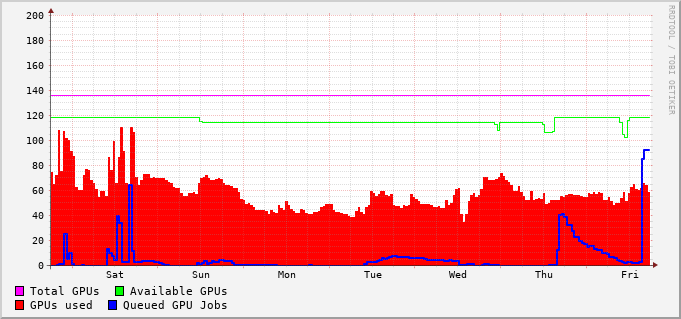 200
180
160
140
120
100
80
60
40
20
0
Sat Sun Mon Tue Wed Thu Fri
Total GPUs Available GPUs
GPUs used Queued GPU Jobs
RRDTOOL / TOBI OETIKER